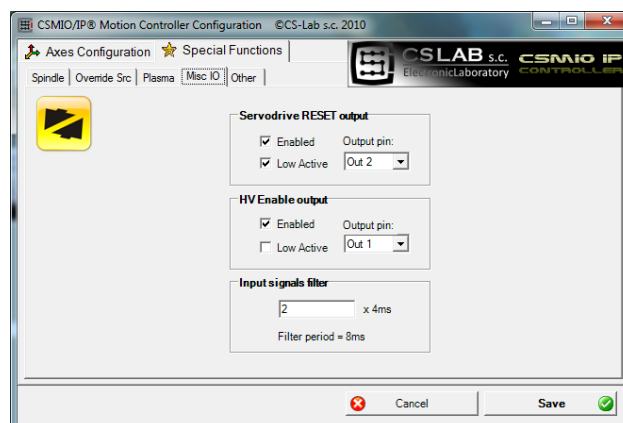 CSMIO/IP® Motion Controller Configuration ©CS-Lab s.c. 2010
Axes Configuration Special Functions
CSLAB s.c.
ElectronicLaboratory
CSMIO IP
CONTROLLER
Spindle Override Src Plasma Misc IO Other
Servodrive RESET output
Enabled Output pin:
Low Active Out 2
HV Enable output
Enabled Output pin:
Low Active Out 1
Input signals filter
2 x 4ms
Filter period = 8ms
Cancel Save